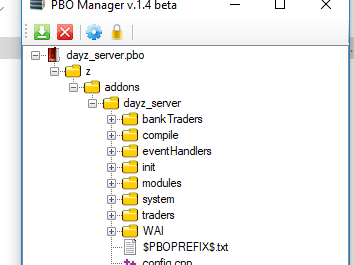 PBO Manager v.1.4 beta
dayz_server.pbo
z
addons
dayz_server
bankTraders
compile
eventHandlers
init
modules
system
traders
WAI
$PBOPREFIX$.txt
config.cpp